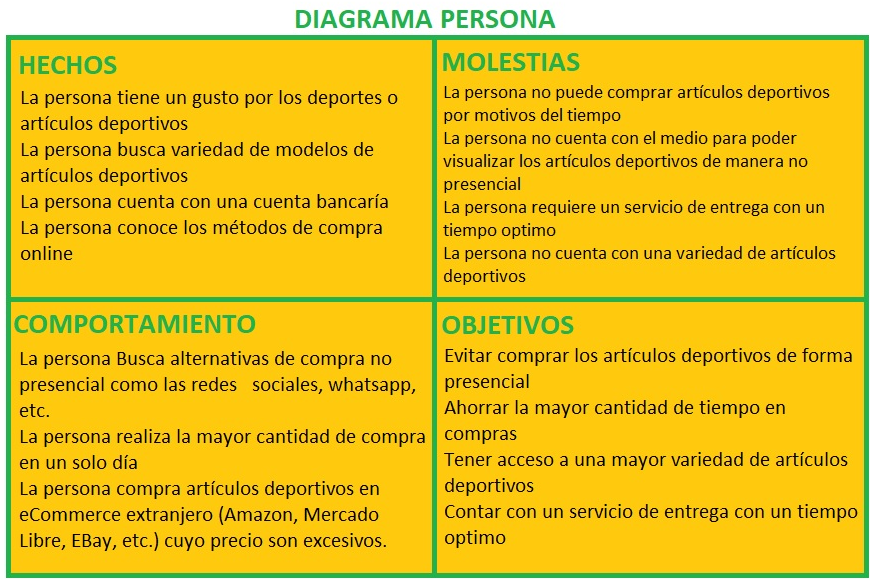 DIAGRAMA PERSONA
HECHOS
La persona tiene un gusto por los deportes o
artículos deportivos
La persona busca variedad de modelos de
artículos deportivos
La persona cuenta con una cuenta bancaría
La persona conoce los métodos de compra
online
MOLESTIAS
La persona no puede comprar artículos deportivos
por motivos del tiempo
La persona no cuenta con el medio para poder
visualizar los artículos deportivos de manera no
presencial
La persona requiere un servicio de entrega con un
tiempo optimo
La persona no cuenta con una variedad de artículos
deportivos
COMPORTAMIENTO
La persona Busca alternativas de compra no
presencial como las redes sociales, whatsapp,
etc.
La persona realiza la mayor cantidad de compra
en un solo día
La persona compra artículos deportivos en
eCommerce extranjero (Amazon, Mercado
Libre, EBay, etc.) cuyo precio son excesivos.
OBJETIVOS
Evitar comprar los artículos deportivos de forma
presencial
Ahorrar la mayor cantidad de tiempo en
compras
Tener acceso a una mayor variedad de artículos
deportivos
Contar con un servicio de entrega con un tiempo
optimo